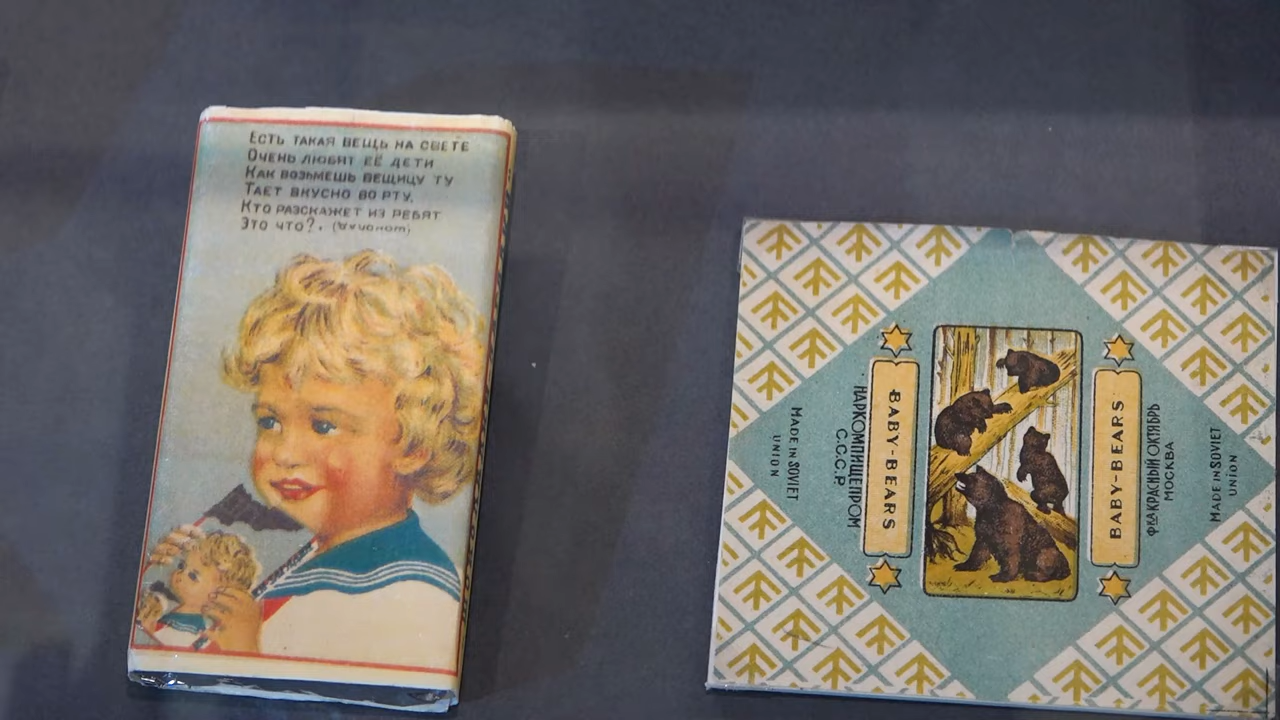 Есть такая вещь на свете
Очень любят её дети
Как возьмешь вещицу ту
Тает вкусно во рту.
Кто разскажет из ребят
Это что?.
MADE IN SOVIET
UNION
НАРКОМПИЩЕПРОМ
С.С.С.Р
BABY-BEARS
BABY-BEARS
КРАСНЫЙ ОКТЯБРЬ
МОСКВА
MADE IN SOVIET
UNION